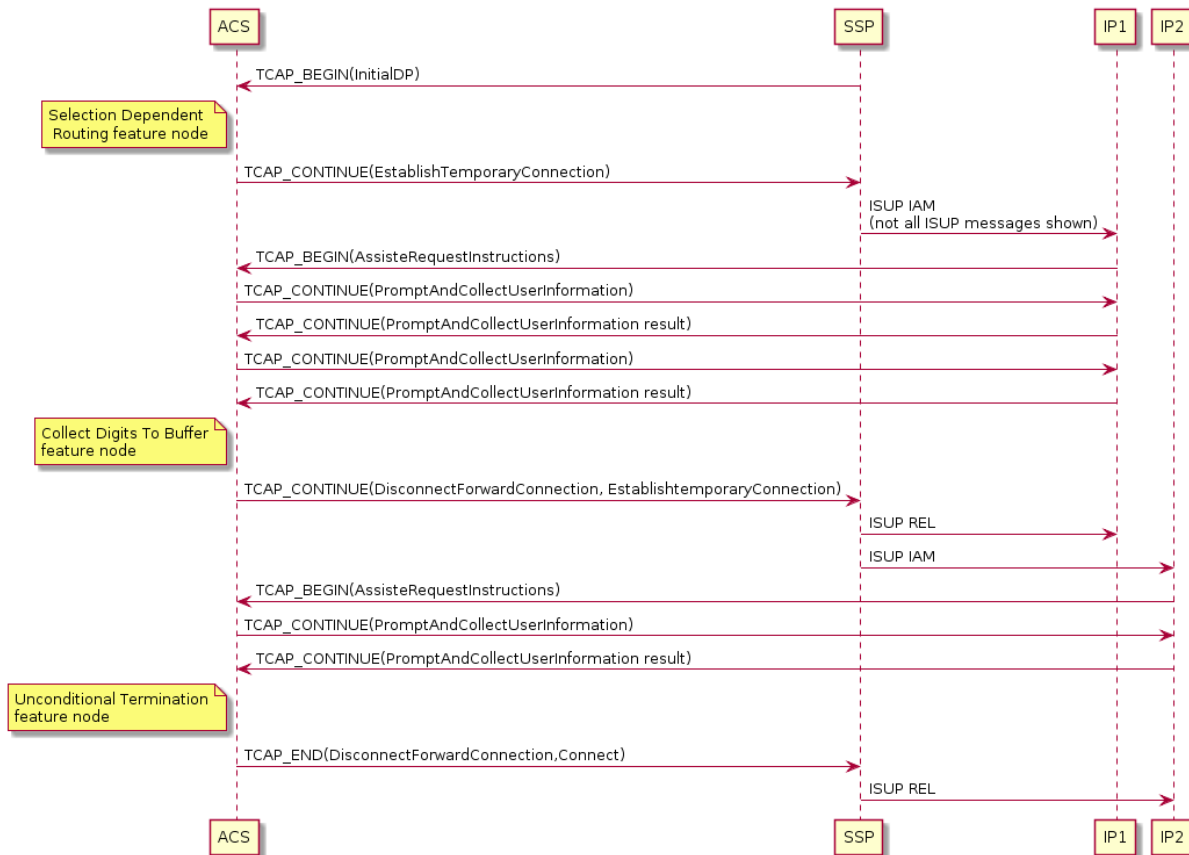 ACS SSP IP1 IP2
TCAP_BEGIN(InitialDP)
Selection Dependent
Routing feature node
TCAP_CONTINUE(EstablishTemporaryConnection)
ISUP IAM
(not all ISUP messages shown)
TCAP_BEGIN(AssisteRequestInstructions)
TCAP_CONTINUE(PromptAndCollectUserInformation)
TCAP_CONTINUE(PromptAndCollectUserInformation result)
TCAP_CONTINUE(PromptAndCollectUserInformation)
TCAP_CONTINUE(PromptAndCollectUserInformation result)
Collect Digits To Buffer
feature node
TCAP_CONTINUE(DisconnectForwardConnection, EstablishtemporaryConnection)
ISUP REL
ISUP IAM
TCAP_BEGIN(AssisteRequestInstructions)
TCAP_CONTINUE(PromptAndCollectUserInformation)
TCAP_CONTINUE(PromptAndCollectUserInformation result)
Unconditional Termination
feature node
TCAP_END(DisconnectForwardConnection,Connect)
ISUP REL
ACS SSP IP1 IP2